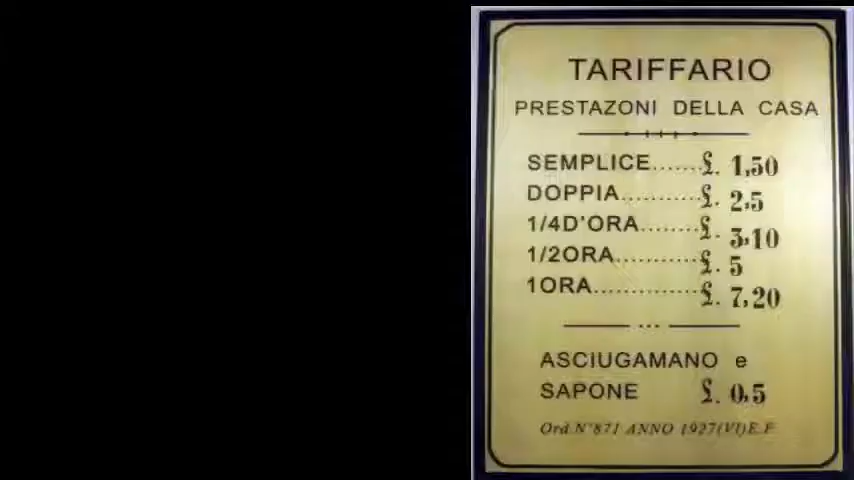 TARIFFARIO
PRESTAZONI DELLA CASA
SEMPLICE.......£. 1,50
DOPPIA...........£. 2,5
1/4D'ORA........£. 3,10
1/2ORA............£. 5
1ORA...............£. 7,20
ASCIUGAMANO e
SAPONE £. 0,5
Ord.N°871 ANNO 1927(VI)E.F